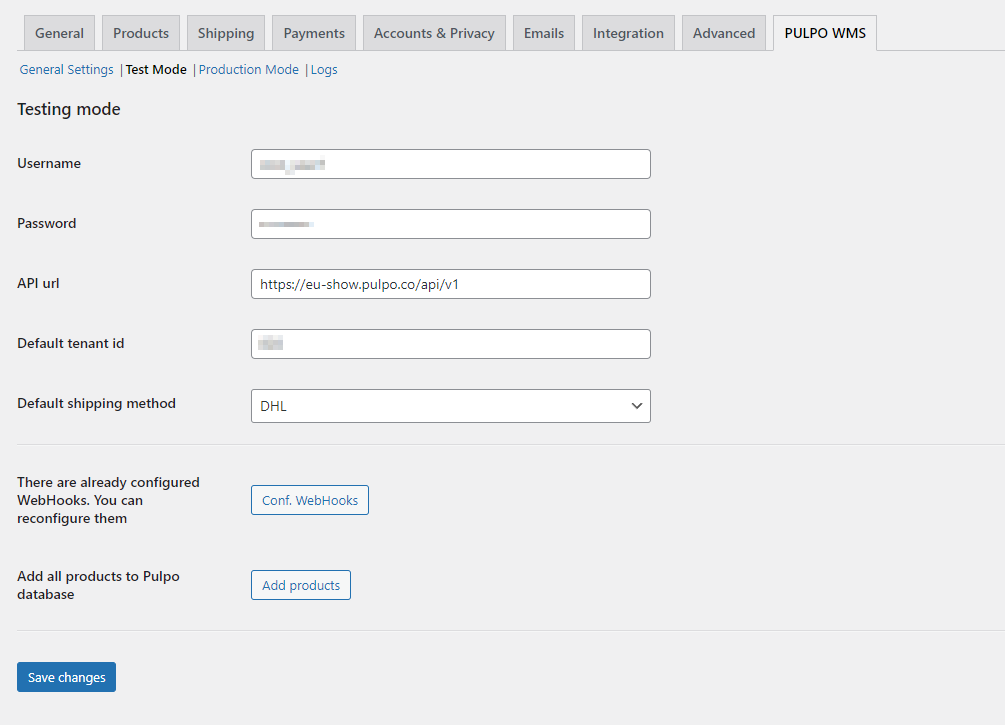 General Products Shipping Payments Accounts & Privacy Emails Integration Advanced PULPO WMS
General Settings | Test Mode | Production Mode | Logs
Testing mode
Username
Password
API url https://eu-show.pulpo.co/api/v1
Default tenant id
Default shipping method DHL
There are already configured
WebHooks. You can
reconfigure them
Conf. WebHooks
Add all products to Pulpo
database
Add products
Save changes